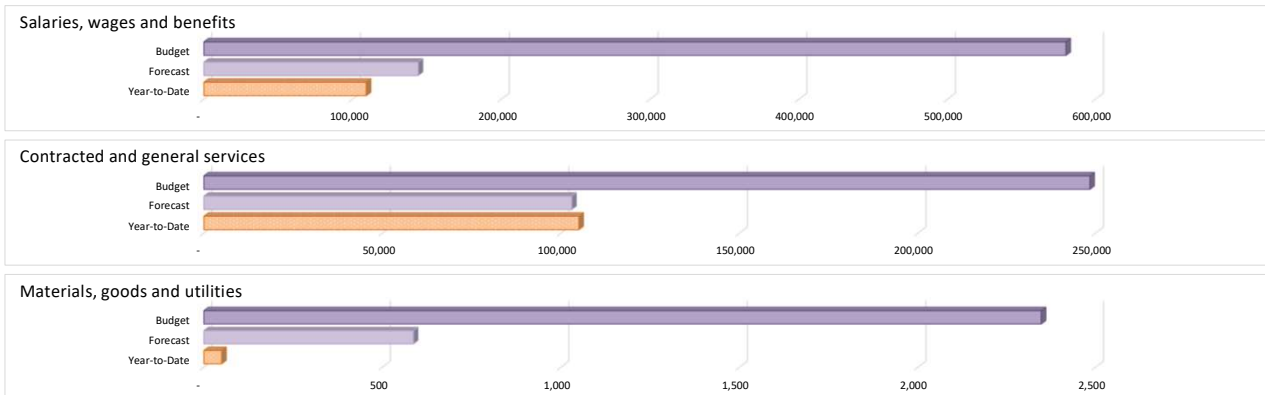 Salaries, wages and benefits
Budget
Forecast
Year-to-Date
- 100,000 200,000 300,000 400,000 500,000 600,000
Contracted and general services
Budget
Forecast
Year-to-Date
- 50,000 100,000 150,000 200,000 250,000
Materials, goods and utilities
Budget
Forecast
Year-to-Date
- 500 1,000 1,500 2,000 2,500